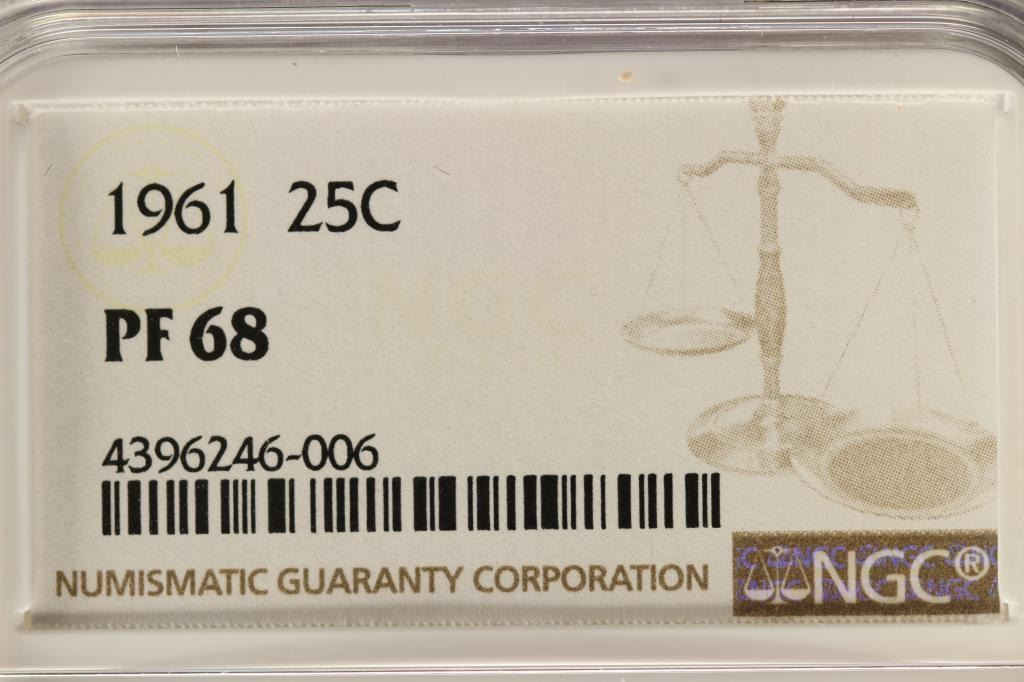 1961 25C
PF 68
4396246-006
NUMISMATIC GUARANTY CORPORATION
NGC®